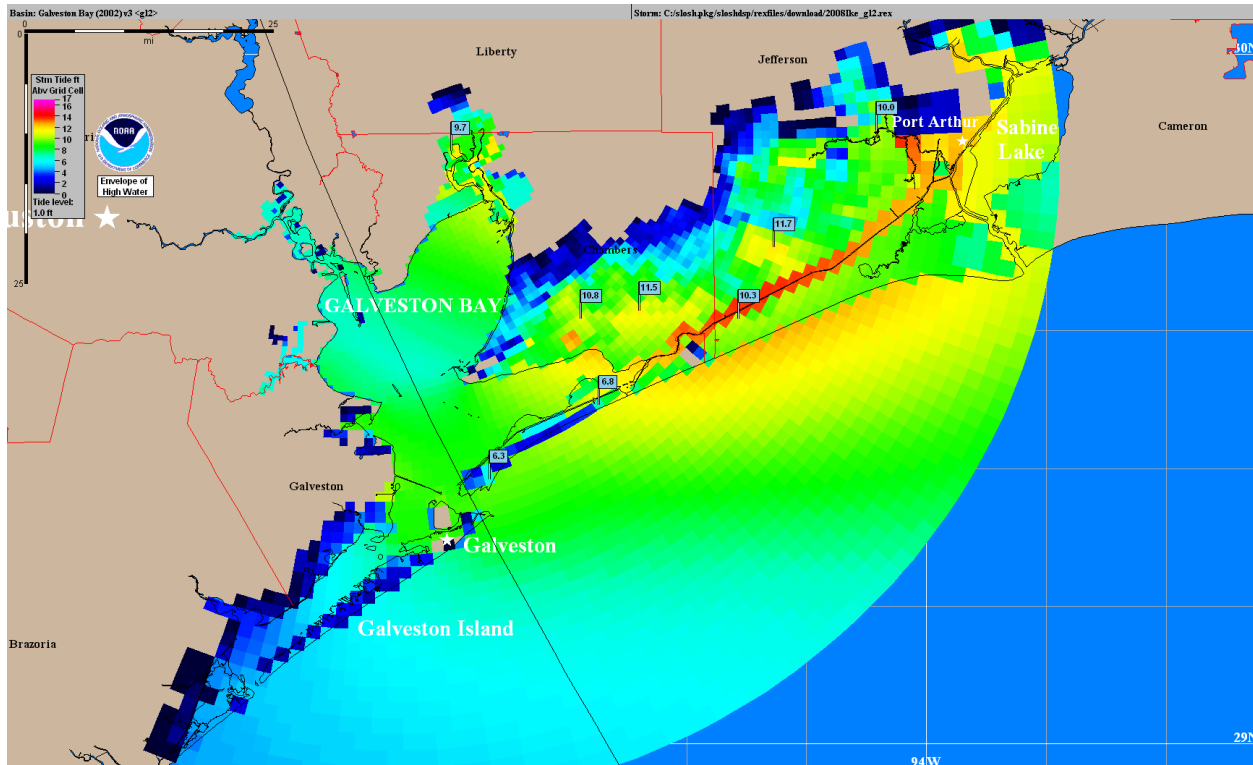 Basin: Galveston Bay (2002) v3 <gl2>
Storm: C:/slosh.pkg/sloshdsp/rexfiles/download/2008Ike_gl2.rex
0
25
mi
0
25
Stm Tide ft
Abv Grid Cell
17
16
14
12
10
8
6
4
2
0
Tide level:
1.0 ft
NOAA
Envelope of
High Water
Liberty
Jefferson
Cameron
30N
9.7
10.0
Port Arthur
Sabine
Lake
uston
11.7
Chambers
GALVESTON BAY
10.8
11.5
10.3
6.8
6.3
Galveston
Galveston
Galveston Island
Brazoria
29N
94W